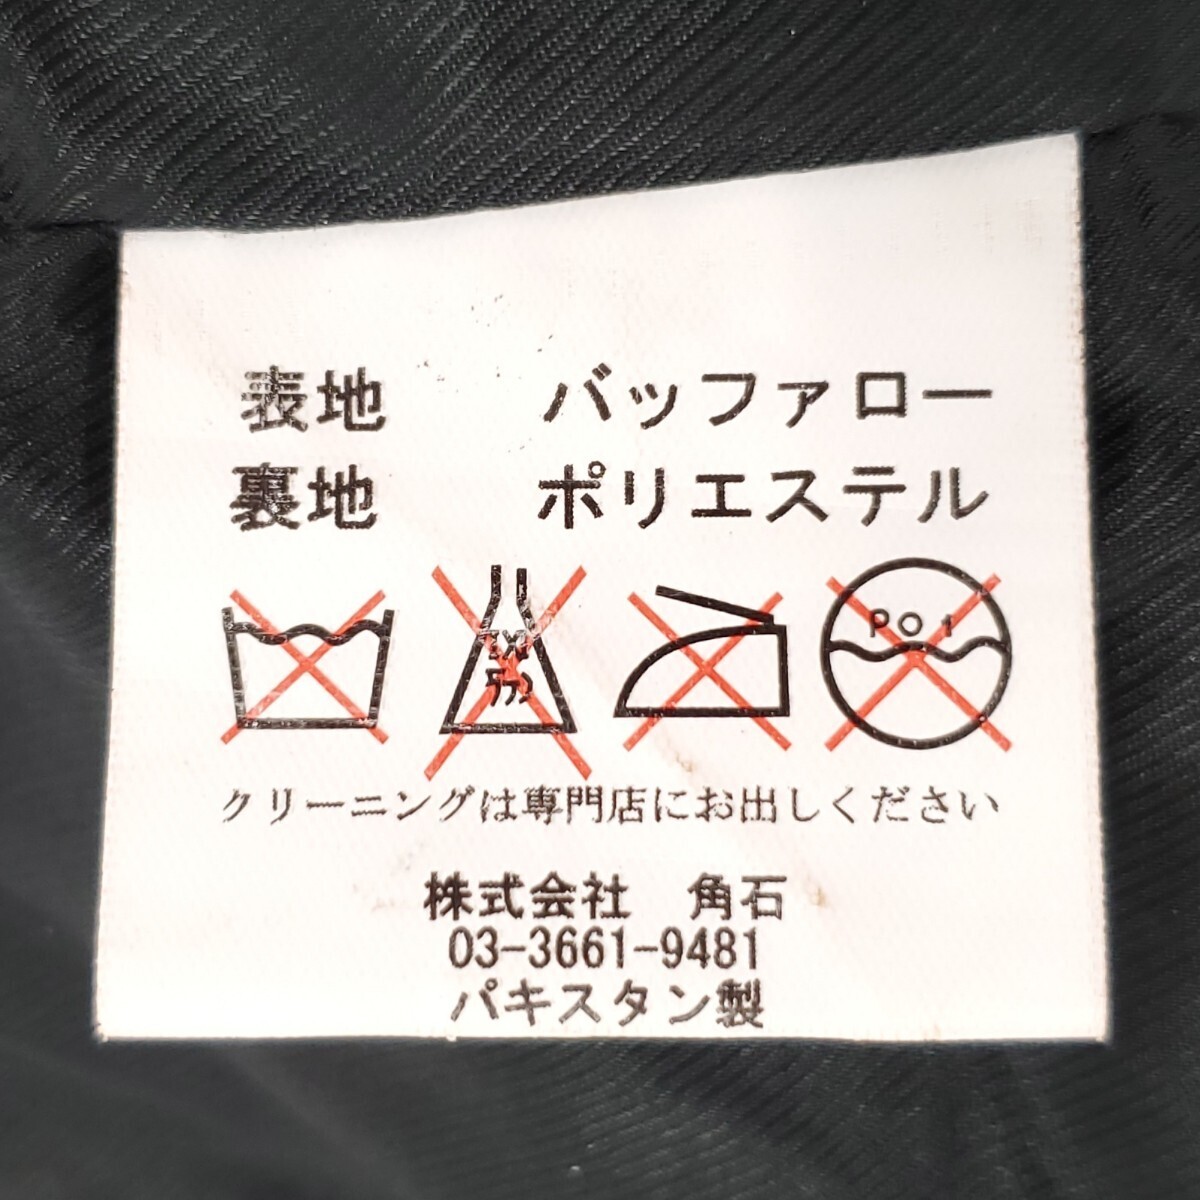 表地 バッファロー
裏地 ポリエステル
クリーニングは専門店にお出しください
株式会社 角石
03-3661-9481
パキスタン製